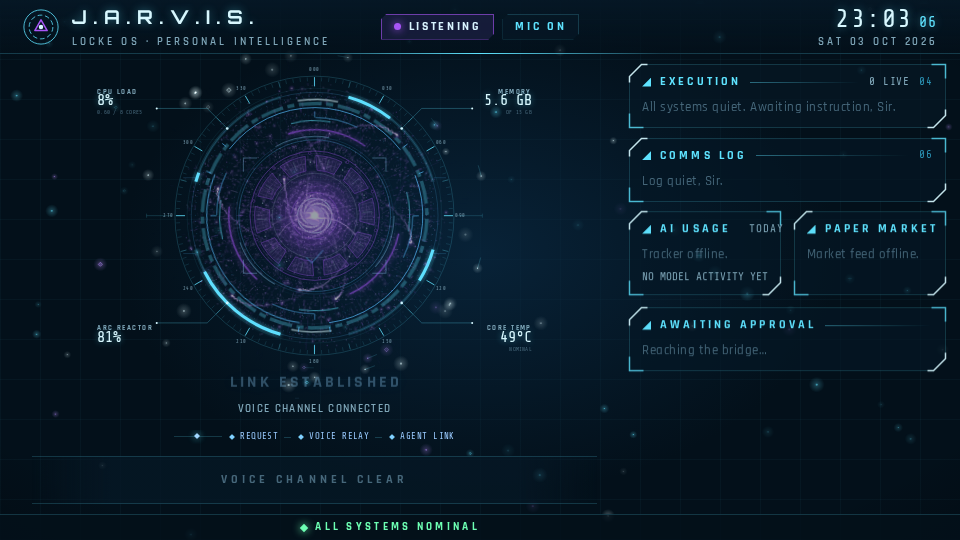 J.A.R.V.I.S.
LOCKE OS · PERSONAL INTELLIGENCE
LISTENING
MIC ON
23:03 06
SAT 03 OCT 2026
CPU LOAD
8%
MEMORY
5.6 GB
ARC REACTOR
81%
CORE TEMP
49°C
NOMINAL
LINK ESTABLISHED
VOICE CHANNEL CONNECTED
REQUEST — VOICE RELAY — AGENT LINK
VOICE CHANNEL CLEAR
EXECUTION 0 LIVE 04
All systems quiet. Awaiting instruction, Sir.
COMMS LOG 06
Log quiet, Sir.
AI USAGE TODAY
Tracker offline.
NO MODEL ACTIVITY YET
PAPER MARKET
Market feed offline.
AWAITING APPROVAL
Reaching the bridge…
ALL SYSTEMS NOMINAL